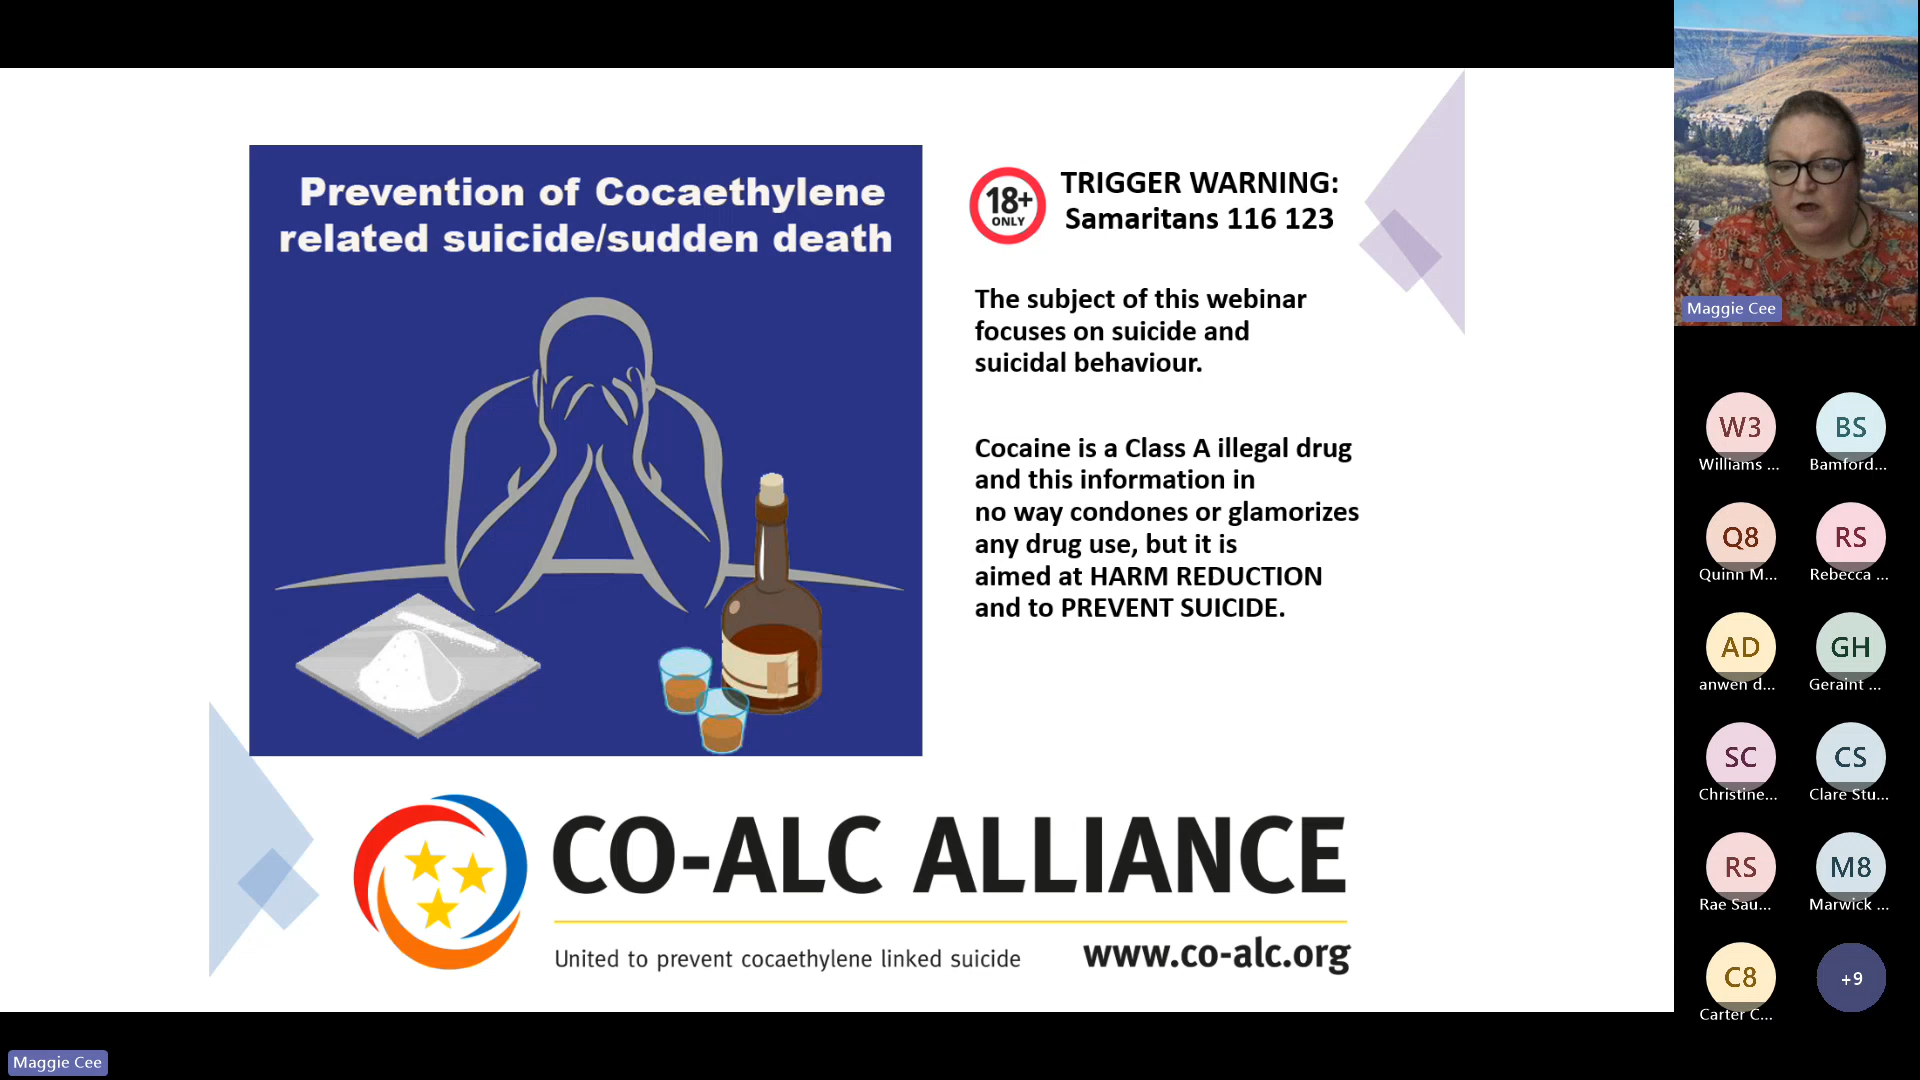 Prevention of Cocaethylene
related suicide/sudden death
18+
ONLY
TRIGGER WARNING:
Samaritans 116 123
The subject of this webinar
focuses on suicide and
suicidal behaviour.
Cocaine is a Class A illegal drug
and this information in
no way condones or glamorizes
any drug use, but it is
aimed at HARM REDUCTION
and to PREVENT SUICIDE.
CO-ALC ALLIANCE
United to prevent cocaethylene linked suicide
www.co-alc.org
Maggie Cee
W3
Williams ...
BS
Bamford...
Q8
Quinn M...
RS
Rebecca ...
AD
anwen d...
GH
Geraint ...
SC
Christine...
CS
Clare Stu...
RS
Rae Sau...
M8
Marwick ...
C8
Carter C...
+9
Maggie Cee